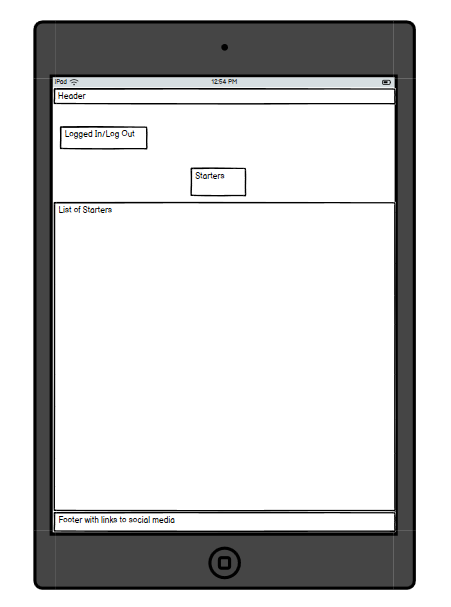 iPad 12:54 PM
Header
Logged In/Log Out
Starters
List of Starters
Footer with links to social media